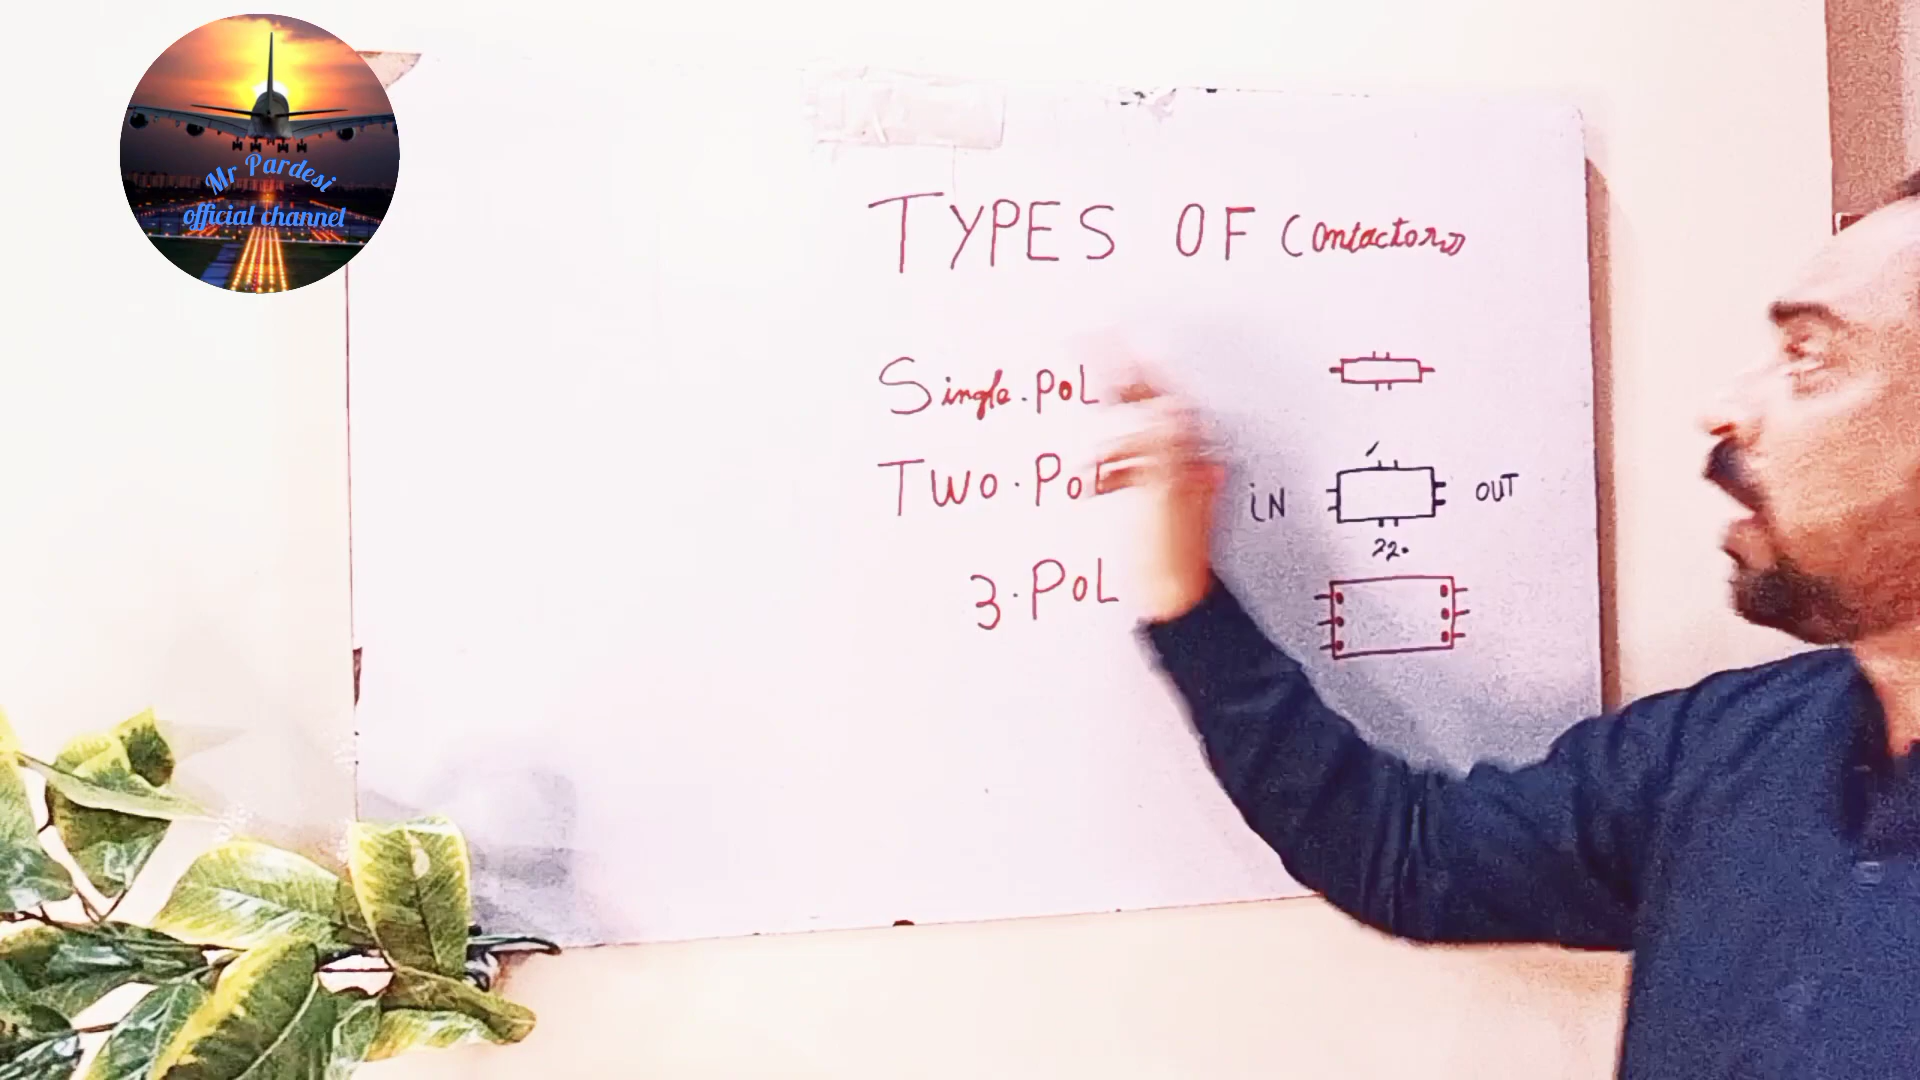 Mr Pardesi
official channel
TYPES OF Contactors
Single.POL
TWO.PO
iN OUT
220
3.POL